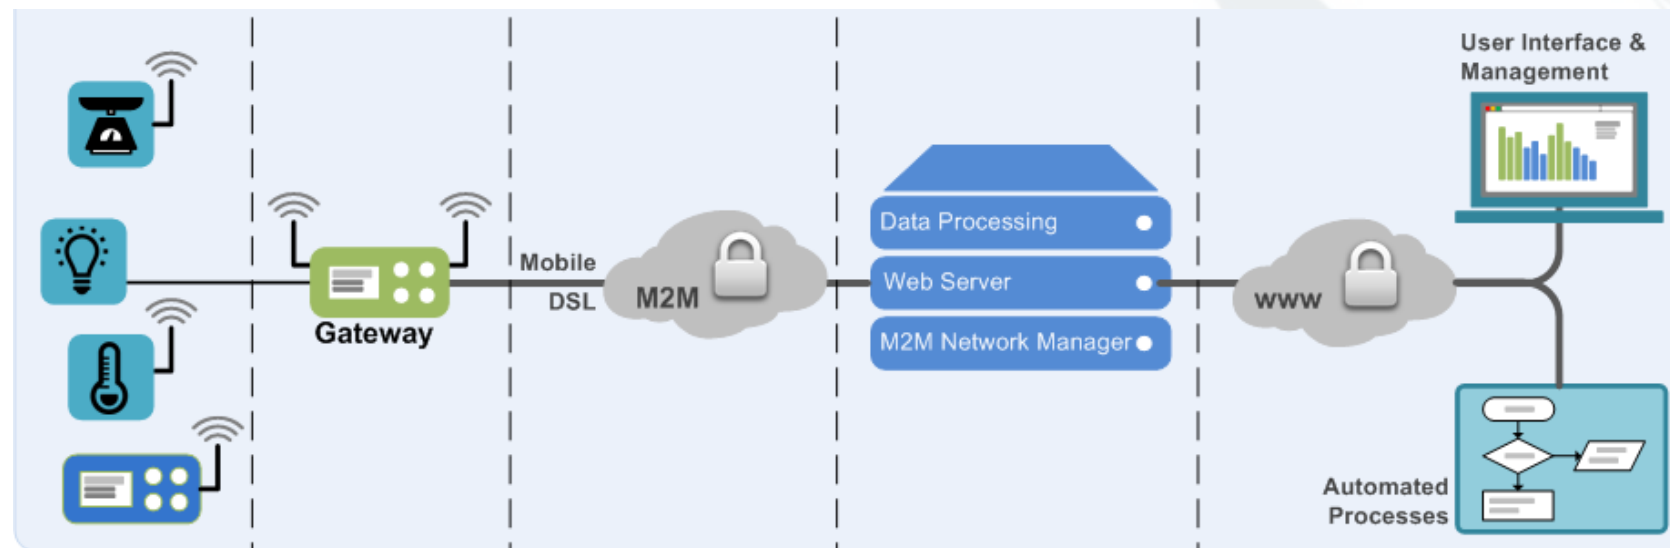 Gateway
Mobile
DSL
M2M
Data Processing
Web Server
M2M Network Manager
www
User Interface &
Management
Automated
Processes